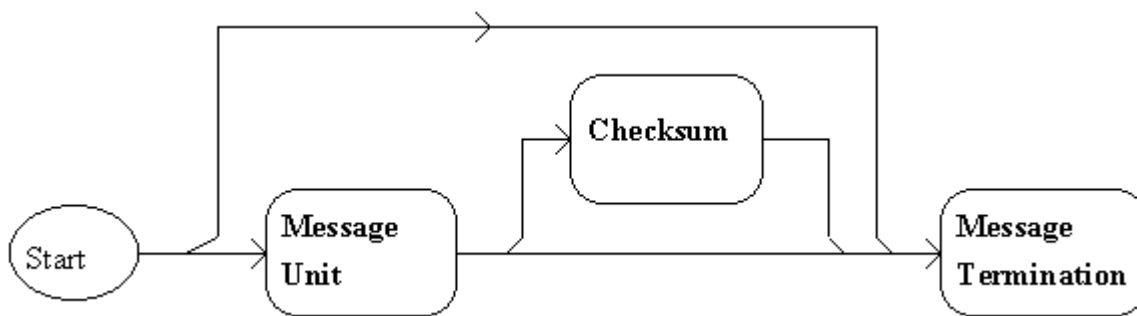 Checksum
Start
Message
Unit
Message
Termination